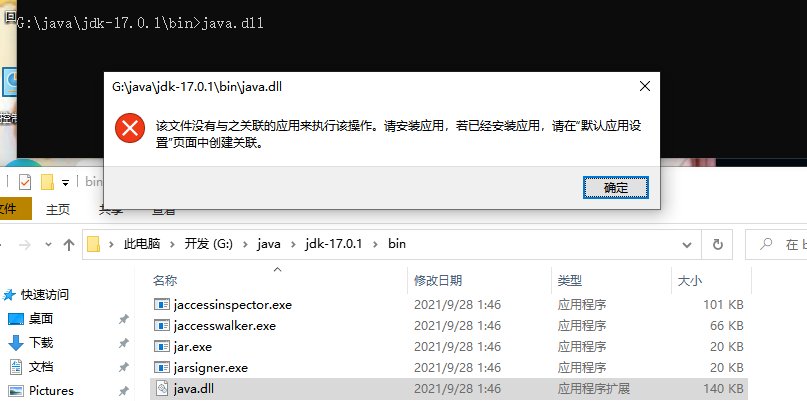 G:\java\jdk-17.0.1\bin>java.dll
G:\java\jdk-17.0.1\bin\java.dll
该文件没有与之关联的应用来执行该操作。请安装应用，若已经安装应用，请在"默认应用设
置"页面中创建关联。
确定
bin
文件 主页 共享 查看
此电脑 开发 (G:) java jdk-17.0.1 bin
在 b
名称 修改日期 类型 大小
快速访问
桌面
下载
文档
Pictures
jaccessinspector.exe 2021/9/28 1:46 应用程序 101 KB
jaccesswalker.exe 2021/9/28 1:46 应用程序 66 KB
jar.exe 2021/9/28 1:46 应用程序 20 KB
jarsigner.exe 2021/9/28 1:46 应用程序 20 KB
java.dll 2021/9/28 1:46 应用程序扩展 140 KB